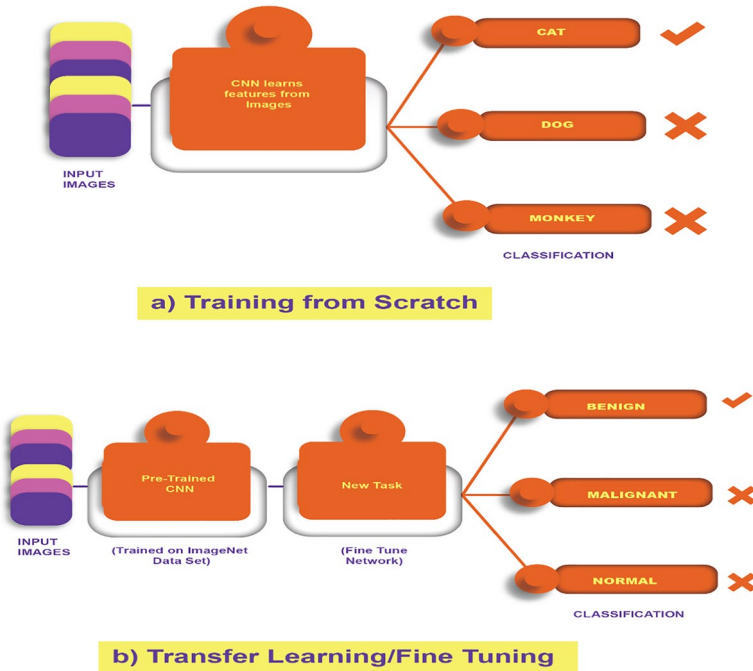 CNN learns
features from
Images
CAT
DOG
MONKEY
INPUT
IMAGES
CLASSIFICATION
a) Training from Scratch
BENIGN
Pre-Trained
CNN
New Task
MALIGNANT
INPUT
IMAGES
(Trained on ImageNet
Data Set)
(Fine Tune
Network)
NORMAL
CLASSIFICATION
b) Transfer Learning/Fine Tuning